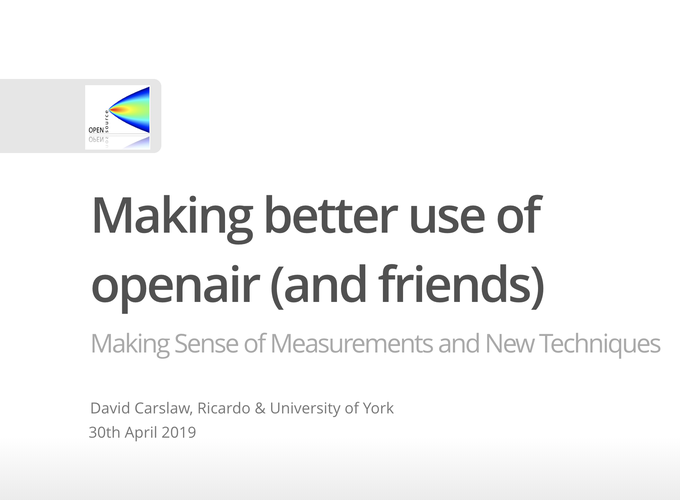 OPEN
source
Making better use of
openair (and friends)
Making Sense of Measurements and New Techniques
David Carslaw, Ricardo & University of York
30th April 2019